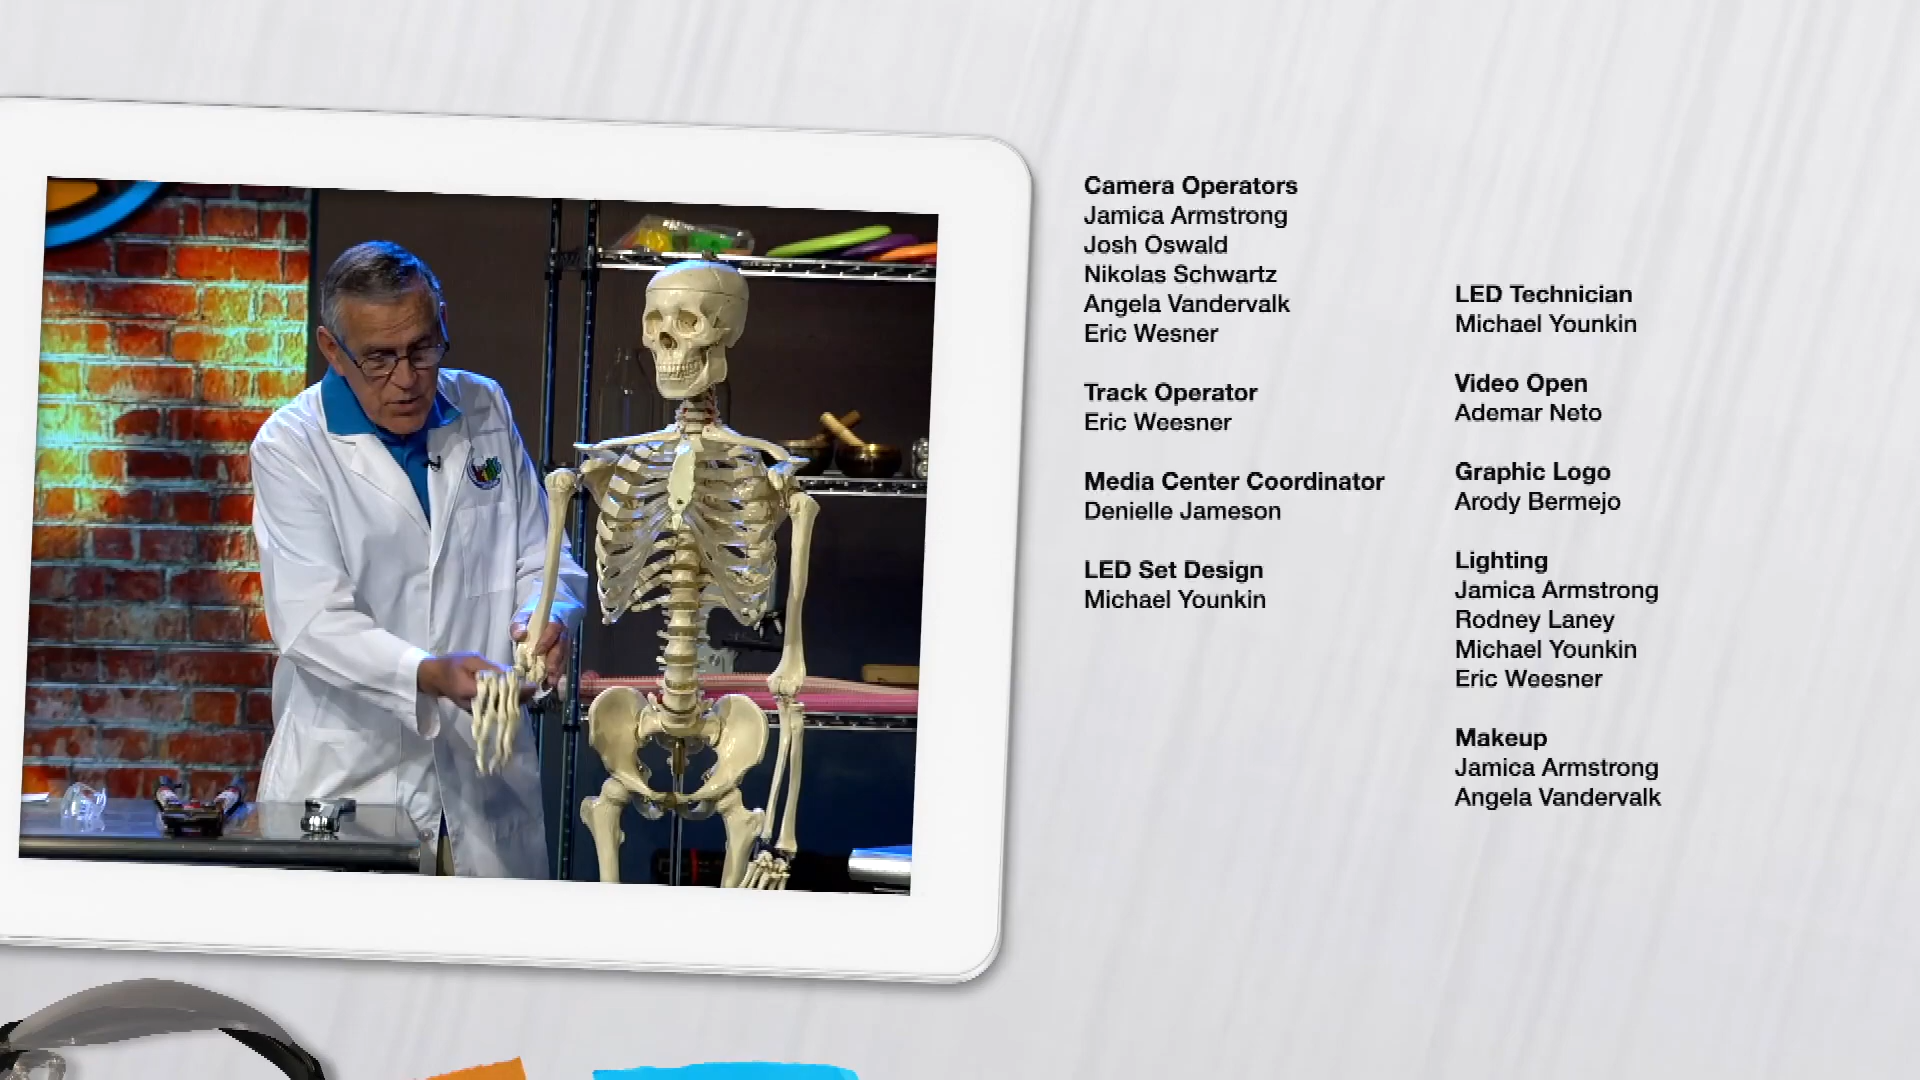 Camera Operators
Jamica Armstrong
Josh Oswald
Nikolas Schwartz
Angela Vandervalk
Eric Wesner
Track Operator
Eric Weesner
Media Center Coordinator
Denielle Jameson
LED Set Design
Michael Younkin
LED Technician
Michael Younkin
Video Open
Ademar Neto
Graphic Logo
Arody Bermejo
Lighting
Jamica Armstrong
Rodney Laney
Michael Younkin
Eric Weesner
Makeup
Jamica Armstrong
Angela Vandervalk